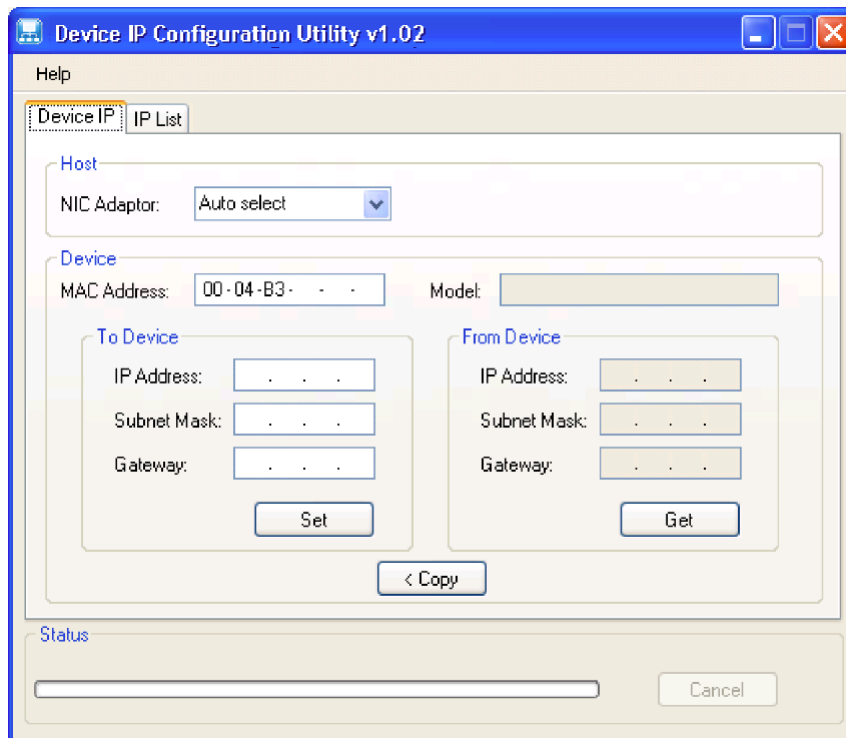 Device IP Configuration Utility v1.02
Help
Device IP IP List
Host
NIC Adaptor: Auto select
Device
MAC Address: 00-04-B3- - - Model:
To Device From Device
IP Address: . . . IP Address: . . .
Subnet Mask: . . . Subnet Mask: . . .
Gateway: . . . Gateway: . . .
Set Get
< Copy
Status
Cancel